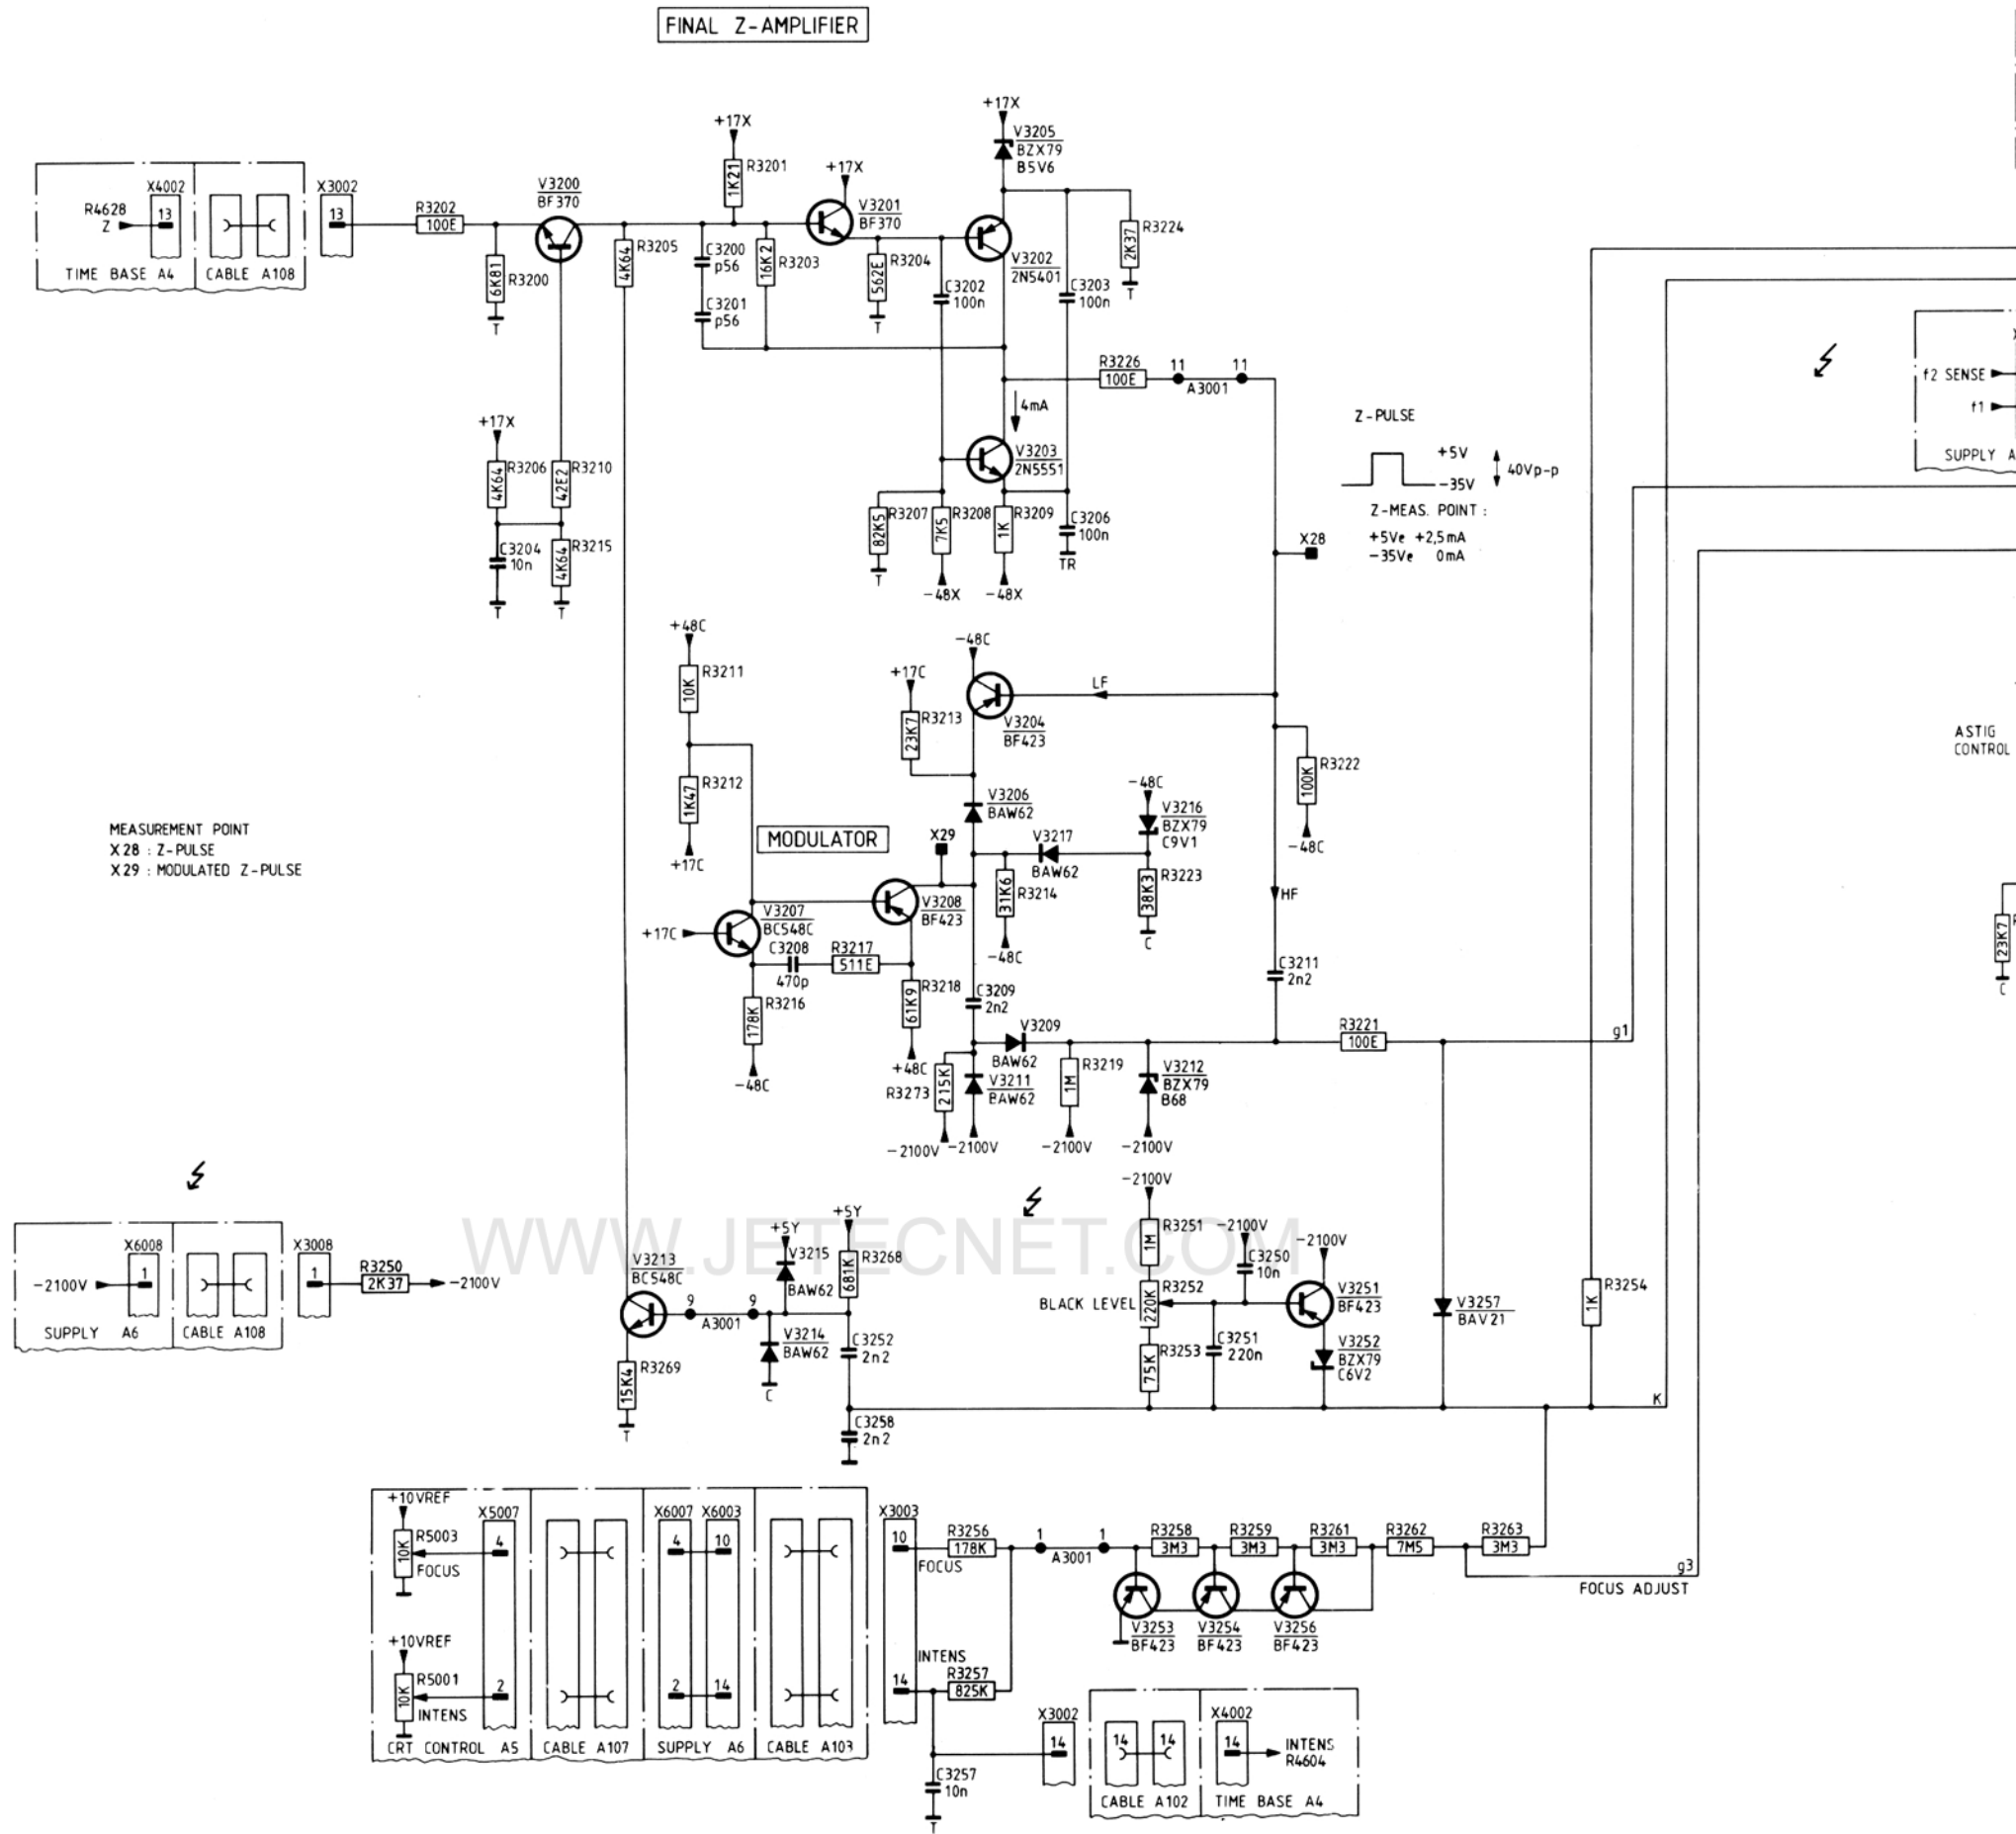 FINAL Z-AMPLIFIER
+17X
V3205
BZX79
B5V6
+17X
R3201
1K21
+17X
X4002
X3002
R4628
Z
13
13
R3202
100E
V3200
BF370
V3201
BF370
TIME BASE A4
CABLE A108
6K81
R3200
T
4K64
R3205
C3200
p56
16K2
R3203
C3201
p56
562E
R3204
T
V3202
2N5401
C3202
100n
C3203
100n
2K37
R3224
T
R3226
100E
11
11
A3001
4mA
V3203
2N5551
Z-PULSE
+5V
-35V
40Vp-p
Z-MEAS. POINT :
+5Ve +2,5mA
-35Ve 0mA
X28
f2 SENSE
f1
SUPPLY A
+17X
4K64
R3206
42E2
R3210
C3204
10n
4K64
R3215
T
T
82K5
R3207
T
7K5
R3208
-48X
1K
R3209
-48X
C3206
100n
TR
+48C
10K
R3211
1K47
R3212
+17C
-48C
+17C
23K7
R3213
V3204
BF423
LF
100K
R3222
-48C
ASTIG
CONTROL
MEASUREMENT POINT
X28 : Z-PULSE
X29 : MODULATED Z-PULSE
MODULATOR
X29
V3206
BAW62
V3217
BAW62
-48C
V3216
BZX79
C9V1
31K6
R3214
-48C
38K3
R3223
C
HF
23K7
R
C
+17C
V3207
BC548C
V3208
BF423
C3208
470p
R3217
511E
178K
R3216
-48C
61K9
R3218
+48C
C3209
2n2
C3211
2n2
V3209
BAW62
R3221
100E
g1
R3273
215K
-2100V
V3211
BAW62
-2100V
1M
R3219
-2100V
V3212
BZX79
B68
-2100V
WWW.JETECNET.COM
X6008
X3008
-2100V
1
1
R3250
2K37
-2100V
SUPPLY A6
CABLE A108
V3213
BC548C
15K4
R3269
T
9
9
A3001
+5Y
V3215
BAW62
+5Y
681K
R3268
V3214
BAW62
C
C3252
2n2
C3258
2n2
-2100V
1M
R3251
BLACK LEVEL
220K
R3252
75K
R3253
-2100V
C3250
10n
C3251
220n
-2100V
V3251
BF423
V3252
BZX79
C6V2
V3257
BAV21
1K
R3254
K
+10VREF
R5003
10K
FOCUS
X5007
4
+10VREF
R5001
10K
INTENS
2
CRT CONTROL A5
CABLE A107
X6007
X6003
4
10
2
14
SUPPLY A6
CABLE A103
X3003
10
FOCUS
R3256
178K
INTENS
14
R3257
825K
C3257
10n
T
1
1
A3001
R3258
3M3
R3259
3M3
R3261
3M3
R3262
7M5
R3263
3M3
V3253
BF423
V3254
BF423
V3256
BF423
g3
FOCUS ADJUST
X3002
14
14
14
CABLE A102
X4002
14
INTENS
R4604
TIME BASE A4